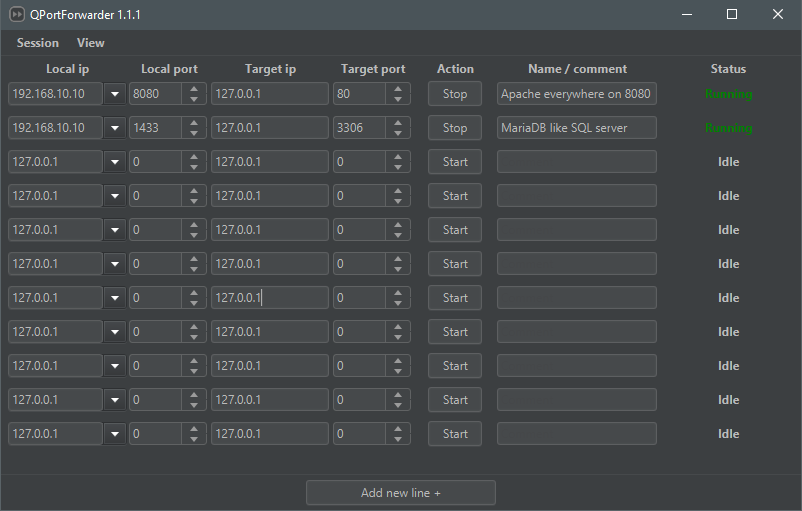 QPortForwarder 1.1.1
Session View
Local ip Local port Target ip Target port Action Name / comment Status
192.168.10.10 8080 127.0.0.1 80 Stop Apache everywhere on 8080 Running
192.168.10.10 1433 127.0.0.1 3306 Stop MariaDB like SQL server Running
127.0.0.1 0 127.0.0.1 0 Start Idle
127.0.0.1 0 127.0.0.1 0 Start Idle
127.0.0.1 0 127.0.0.1 0 Start Idle
127.0.0.1 0 127.0.0.1 0 Start Idle
127.0.0.1 0 127.0.0.1 0 Start Idle
127.0.0.1 0 127.0.0.1 0 Start Idle
127.0.0.1 0 127.0.0.1 0 Start Idle
127.0.0.1 0 127.0.0.1 0 Start Idle
127.0.0.1 0 127.0.0.1 0 Start Idle
Add new line +